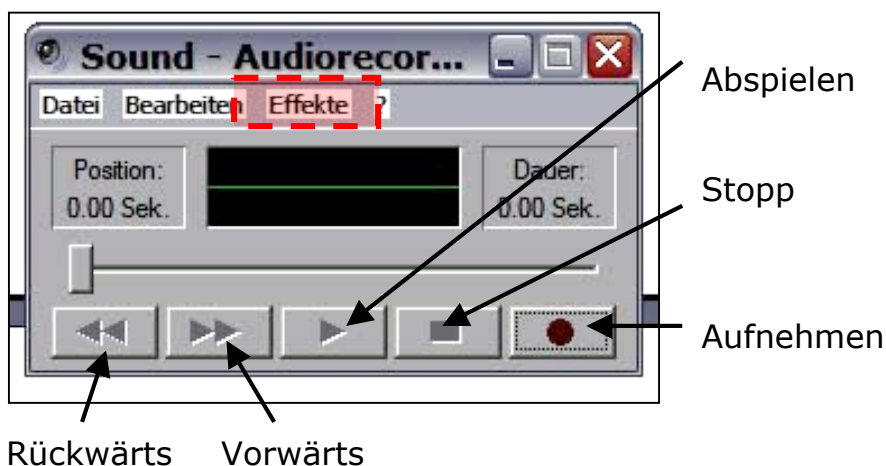 Sound - Audiorecor...
Datei Bearbeiten Effekte ?
Abspielen
Position:
0.00 Sek.
Dauer:
0.00 Sek.
Stopp
Aufnehmen
Rückwärts Vorwärts